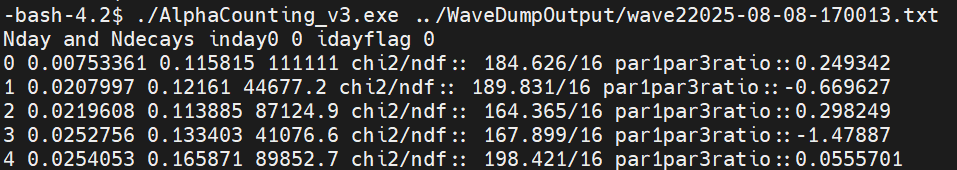 -bash-4.2$ ./AlphaCounting_v3.exe ../WaveDumpOutput/wave22025-08-08-170013.txt
Nday and Ndecays inday0 0 idayflag 0
0 0.00753361 0.115815 111111 chi2/ndf:: 184.626/16 par1par3ratio::0.249342
1 0.0207997 0.12161 44677.2 chi2/ndf:: 189.831/16 par1par3ratio::-0.669627
2 0.0219608 0.113885 87124.9 chi2/ndf:: 164.365/16 par1par3ratio::0.298249
3 0.0252756 0.133403 41076.6 chi2/ndf:: 167.899/16 par1par3ratio::-1.47887
4 0.0254053 0.165871 89852.7 chi2/ndf:: 198.421/16 par1par3ratio::0.0555701